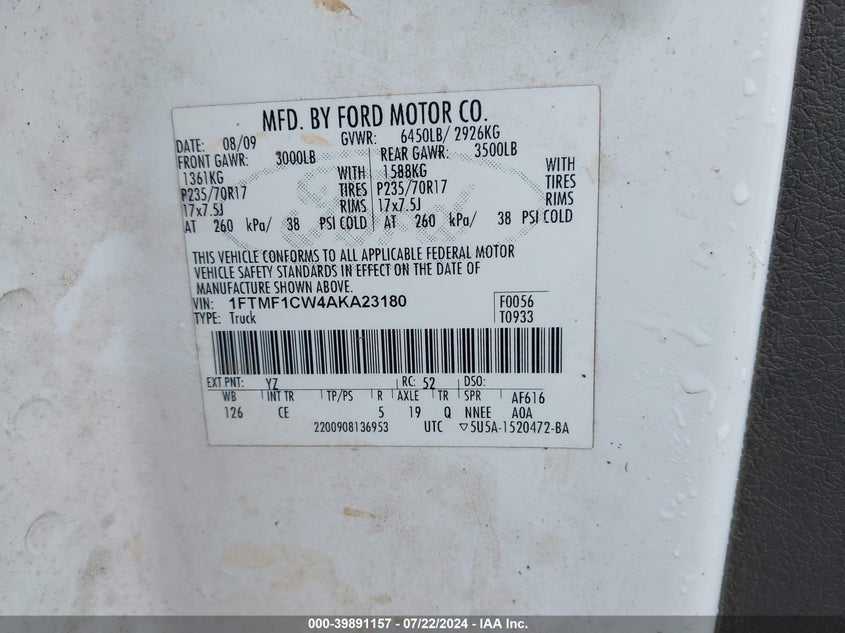 MFD. BY FORD MOTOR CO.
DATE: 08/09 GVWR: 6450LB/ 2926KG
FRONT GAWR: 3000LB REAR GAWR: 3500LB
1361KG WITH 1588KG WITH
P235/70R17 TIRES P235/70R17 TIRES
17x7.5J RIMS 17x7.5J RIMS
AT 260 kPa/ 38 PSI COLD AT 260 kPa/ 38 PSI COLD
THIS VEHICLE CONFORMS TO ALL APPLICABLE FEDERAL MOTOR
VEHICLE SAFETY STANDARDS IN EFFECT ON THE DATE OF
MANUFACTURE SHOWN ABOVE.
VIN: 1FTMF1CW4AKA23180 F0056
TYPE: Truck T0933
EXT PNT: YZ RC: 52 DSO:
WB INT TR TP/PS R AXLE TR SPR AF616
126 CE 5 19 Q NNEE A0A
2200908136953 UTC ▽5U5A-1520472-BA
000-39891157 - 07/22/2024 - IAA Inc.